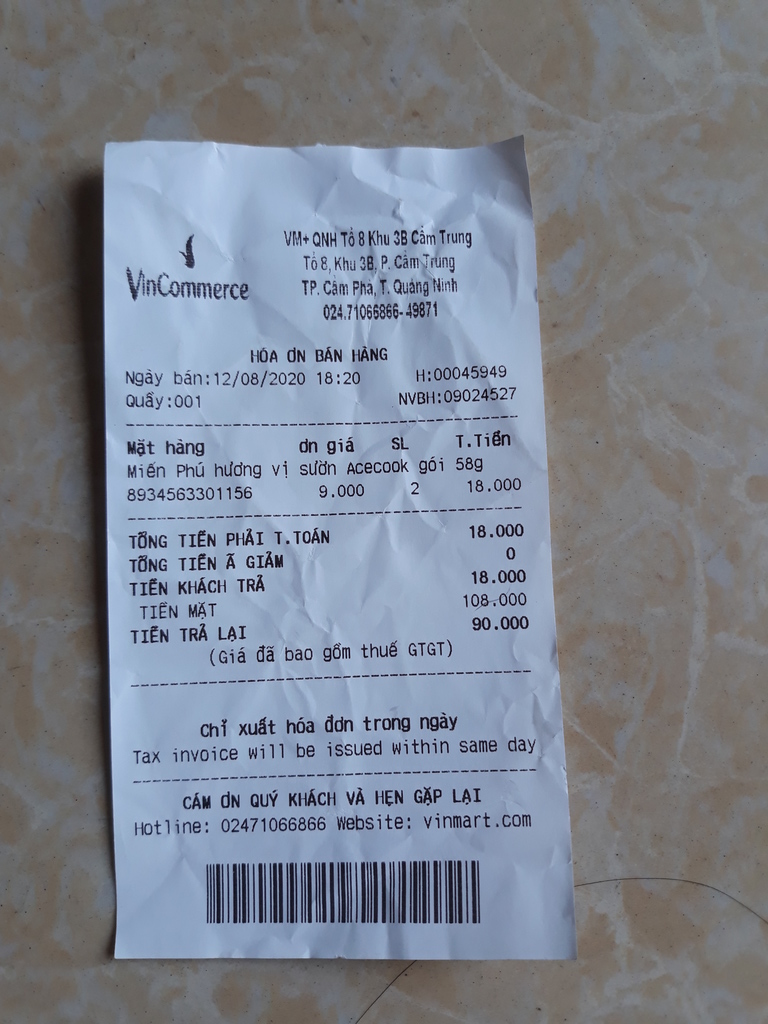 VinCommerce
VM+ QNH Tổ 8 Khu 3B Cẩm Trung
Tổ 8, Khu 3B, P. Cẩm Trung
TP. Cẩm Phả, T. Quảng Ninh
024.71066866-49871
HÓA ƠN BÁN HÀNG
Ngày bán:12/08/2020 18:20 H:00045949
Quầy:001 NVBH:09024527
Mặt hàng ơn giá SL T.Tiền
Miến Phú hương vị sườn Acecook gói 58g
8934563301156 9.000 2 18.000
TỔNG TIỀN PHẢI T.TOÁN 18.000
TỔNG TIỀN Ã GIẢM 0
TIỀN KHÁCH TRẢ 18.000
TIỀN MẶT 108.000
TIỀN TRẢ LẠI 90.000
(Giá đã bao gồm thuế GTGT)
Chỉ xuất hóa đơn trong ngày
Tax invoice will be issued within same day
CẢM ƠN QUÝ KHÁCH VÀ HẸN GẶP LẠI
Hotline: 02471066866 Website: vinmart.com